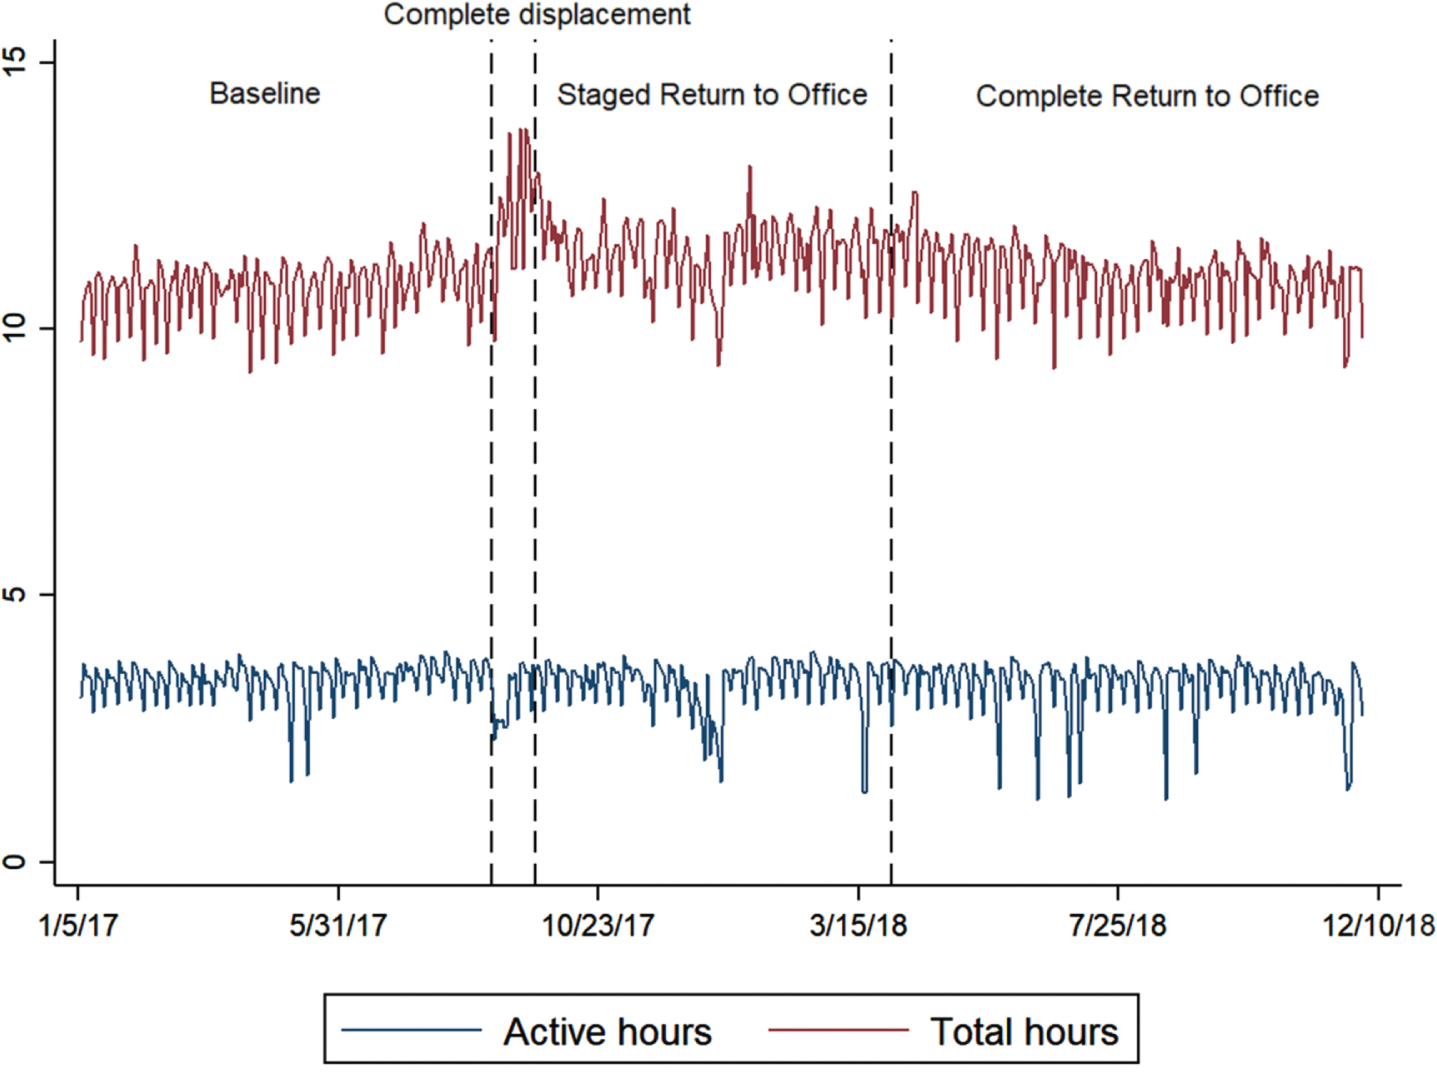 Complete displacement
Baseline
Staged Return to Office
Complete Return to Office
15
10
5
0
1/5/17
5/31/17
10/23/17
3/15/18
7/25/18
12/10/18
Active hours
Total hours